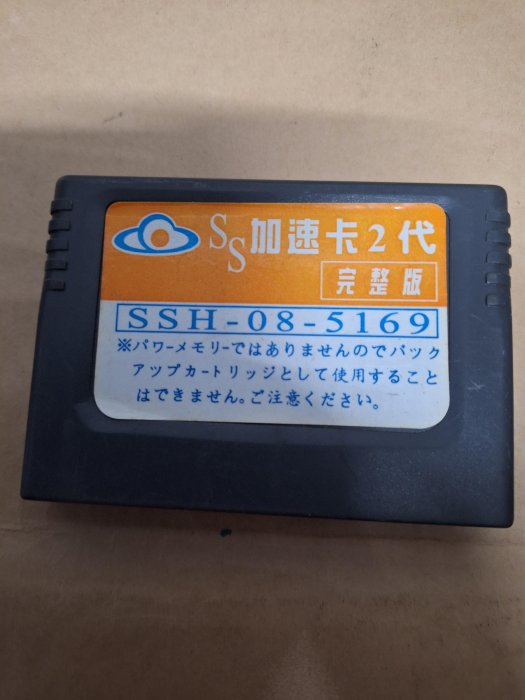 SS加速卡2代
完整版
SSH-08-5169
※パワーメモリーではありませんのでバック
アップカートリッジとして使用すること
はできません。ご注意ください。